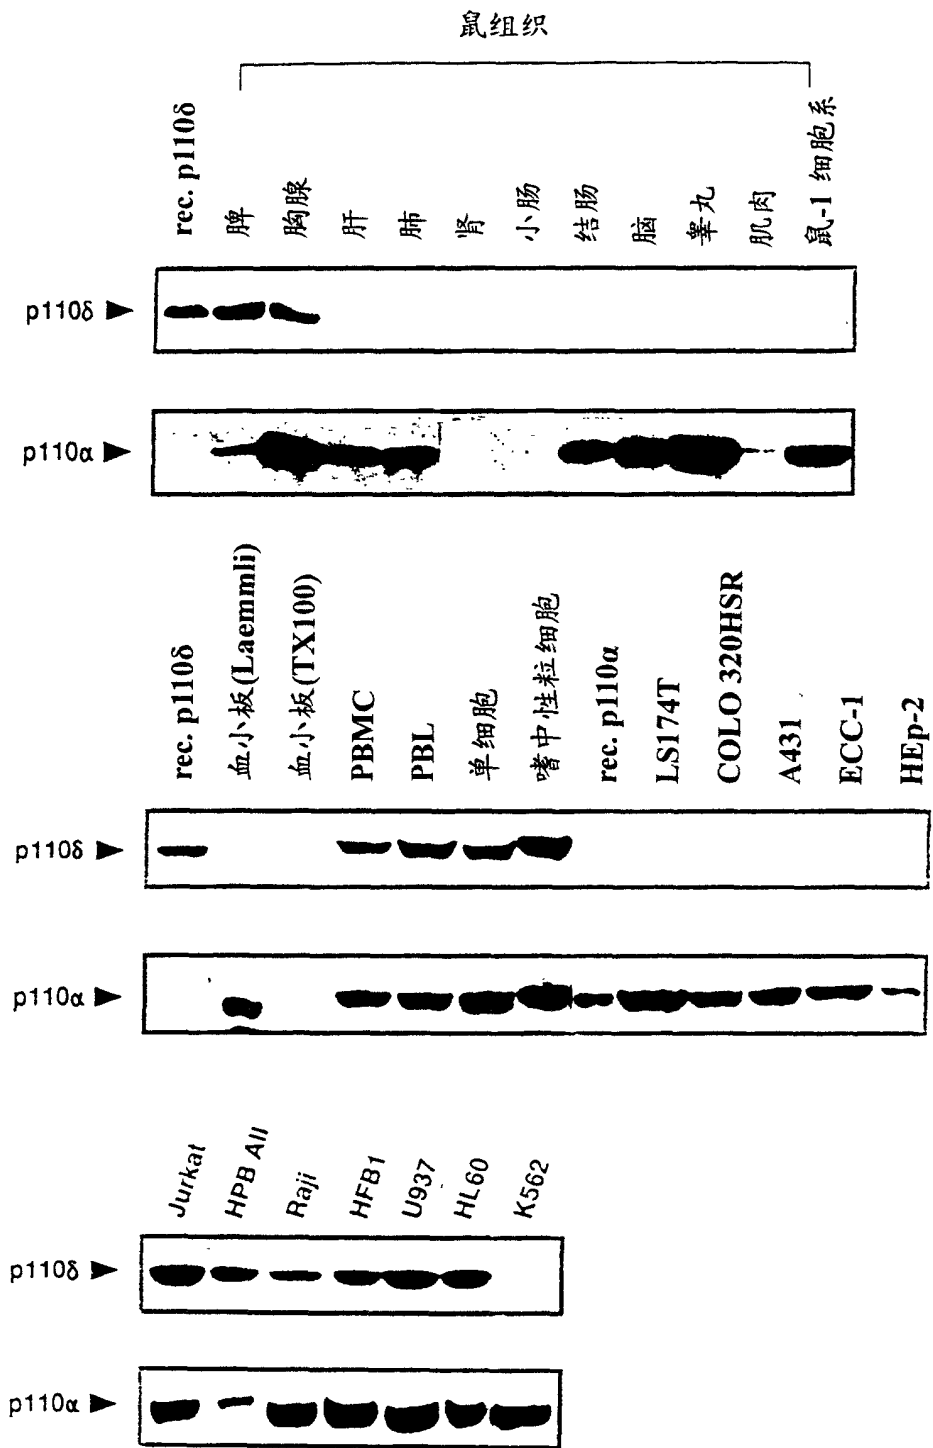 鼠组织
rec. p110δ
脾
胸腺
肝
肺
肾
小肠
结肠
脑
睾丸
肌肉
鼠-1 细胞系
p110δ
p110α
rec. p110δ
血小板(Laemmli)
血小板(TX100)
PBMC
PBL
单细胞
嗜中性粒细胞
rec. p110α
LS174T
COLO 320HSR
A431
ECC-1
HEp-2
p110δ
p110α
Jurkat
HPB All
Raji
HFB1
U937
HL60
K562
p110δ
p110α